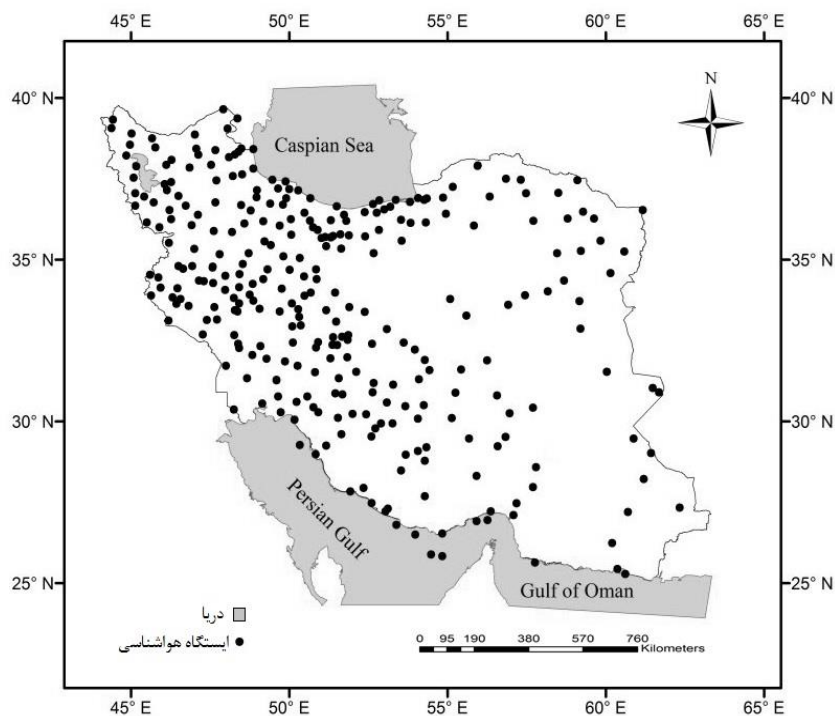 45° E 50° E 55° E 60° E 65° E
N
40° N 40° N
Caspian Sea
35° N 35° N
30° N 30° N
Persian Gulf
25° N 25° N
Gulf of Oman
دریا
ایستگاه هواشناسی
0 95 190 380 570 760
Kilometers
45° E 50° E 55° E 60° E 65° E